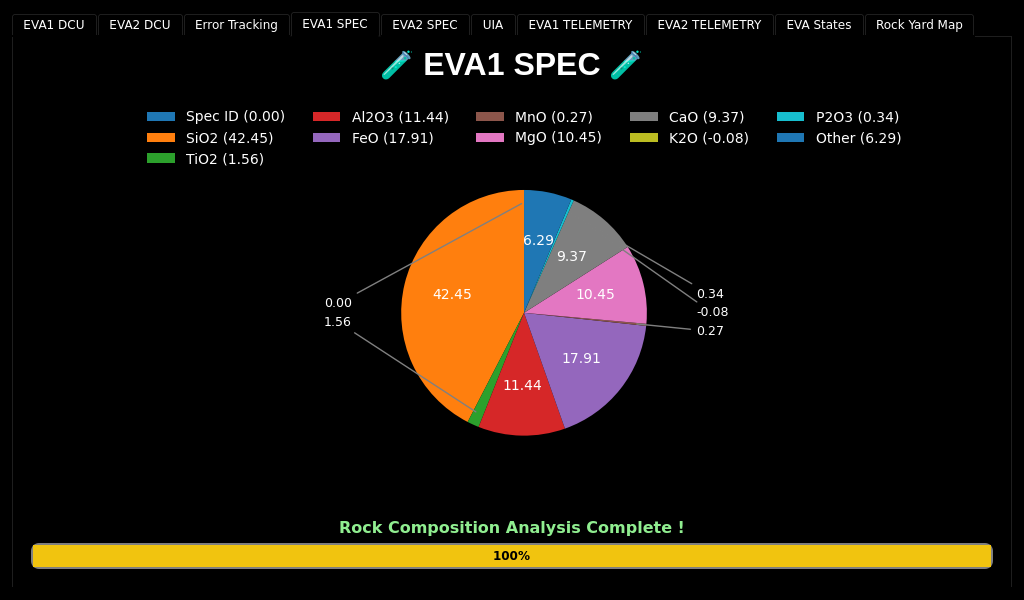 EVA1 DCU EVA2 DCU Error Tracking EVA1 SPEC EVA2 SPEC UIA EVA1 TELEMETRY EVA2 TELEMETRY EVA States Rock Yard Map
EVA1 SPEC
Spec ID (0.00) Al2O3 (11.44) MnO (0.27) CaO (9.37) P2O3 (0.34)
SiO2 (42.45) FeO (17.91) MgO (10.45) K2O (-0.08) Other (6.29)
TiO2 (1.56)
6.29
9.37
42.45 10.45 0.34
0.00 -0.08
1.56 0.27
17.91
11.44
Rock Composition Analysis Complete !
100%